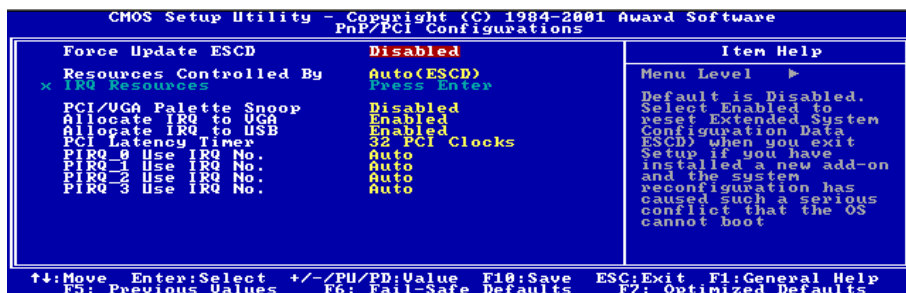 CMOS Setup Utility - Copyright (C) 1984-2001 Award Software
PnP/PCI Configurations
Force Update ESCD Disabled
Resources Controlled By Auto(ESCD)
x IRQ Resources Press Enter
PCI/VGA Palette Snoop Disabled
Allocate IRQ to VGA Enabled
Allocate IRQ to USB Enabled
PCI Latency Timer 32 PCI Clocks
PIRQ_0 Use IRQ No. Auto
PIRQ_1 Use IRQ No. Auto
PIRQ_2 Use IRQ No. Auto
PIRQ_3 Use IRQ No. Auto
Item Help
Menu Level ►
Default is Disabled.
Select Enabled to
reset Extended System
Configuration Data
ESCD) when you exit
Setup if you have
installed a new add-on
and the system
reconfiguration has
caused such a serious
conflict that the OS
cannot boot
↑↓:Move Enter:Select +/-/PU/PD:Value F10:Save ESC:Exit F1:General Help
F5: Previous Values F6: Fail-Safe Defaults F7: Optimized Defaults